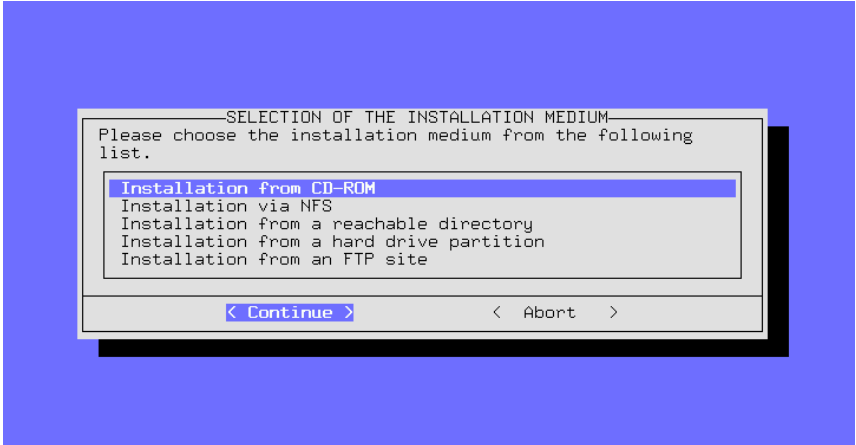 SELECTION OF THE INSTALLATION MEDIUM
Please choose the installation medium from the following
list.
Installation from CD-ROM
Installation via NFS
Installation from a reachable directory
Installation from a hard drive partition
Installation from an FTP site
< Continue > < Abort >